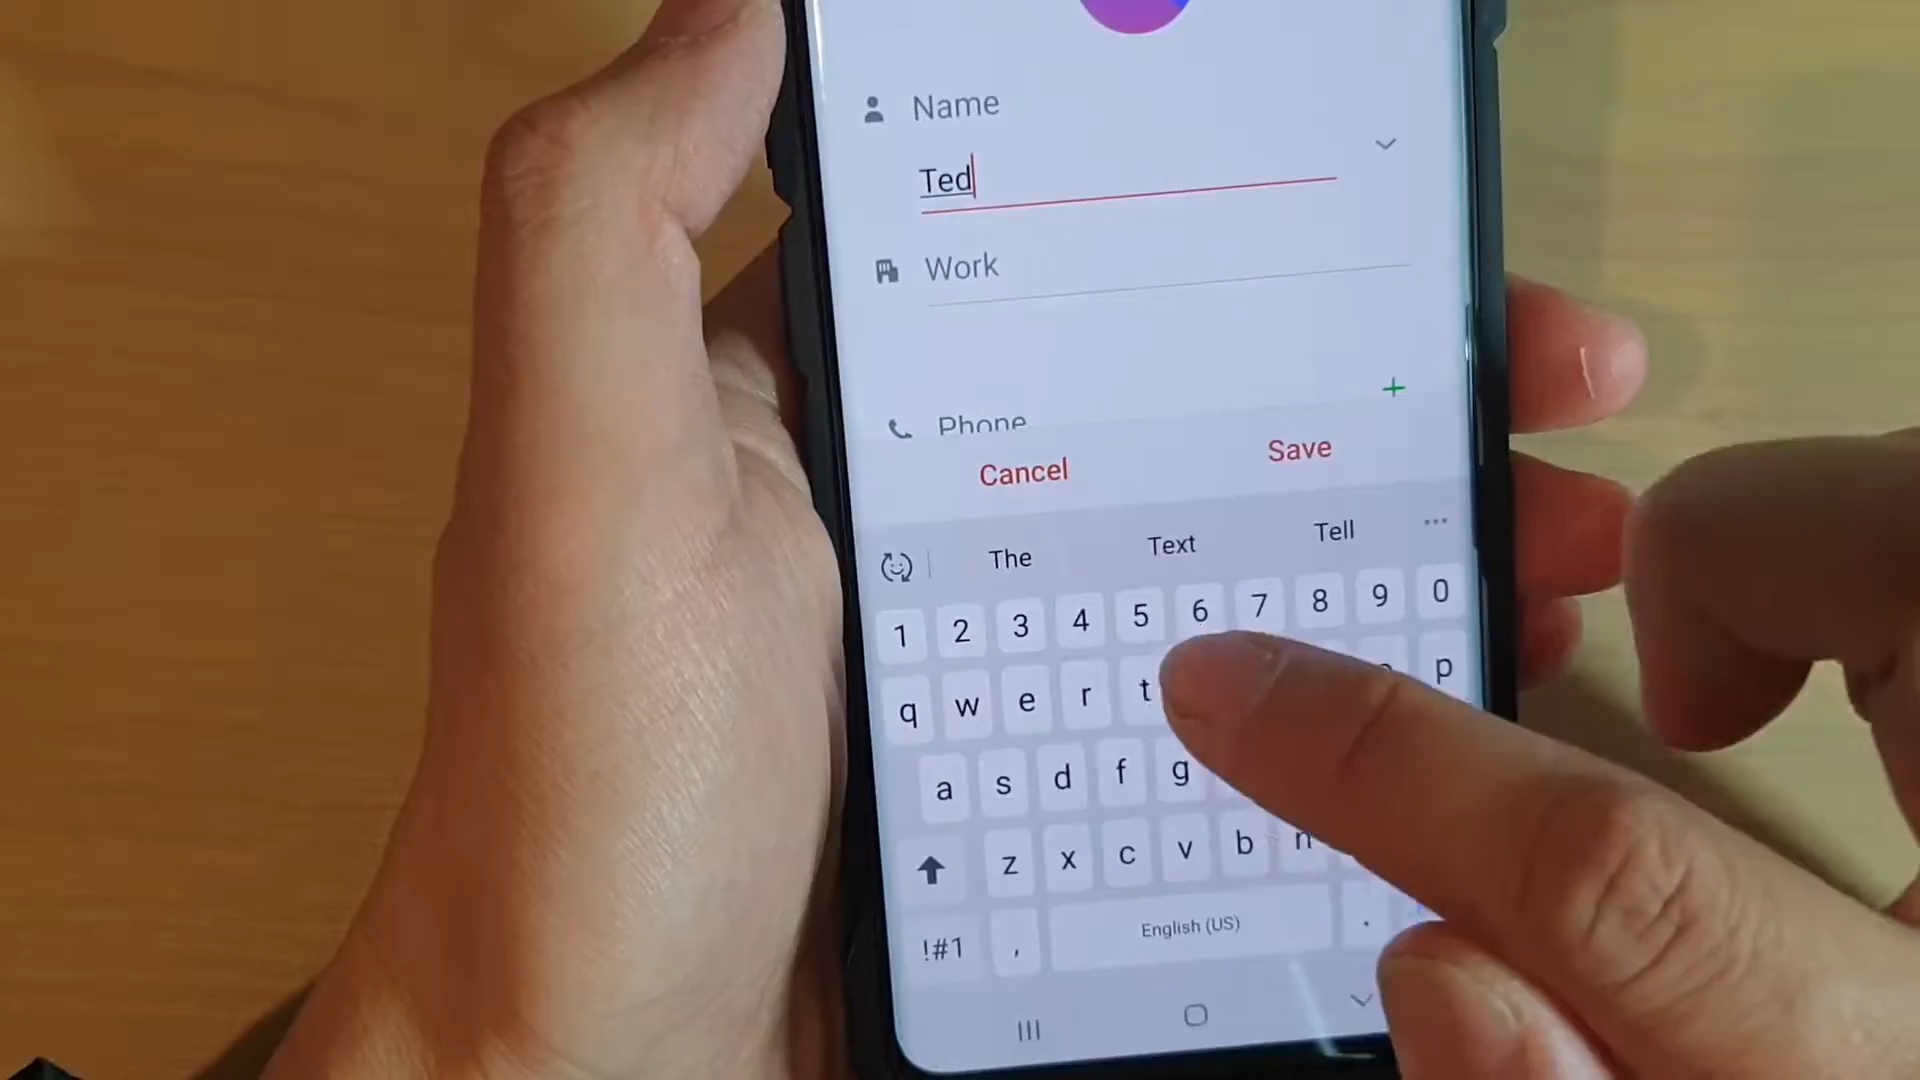 Name
Ted
Work
Phone
Cancel Save
The Text Tell
1 2 3 4 5 6 7 8 9 0
q w e r t p
a s d f g
z x c v b n
!#1 , English (US) .